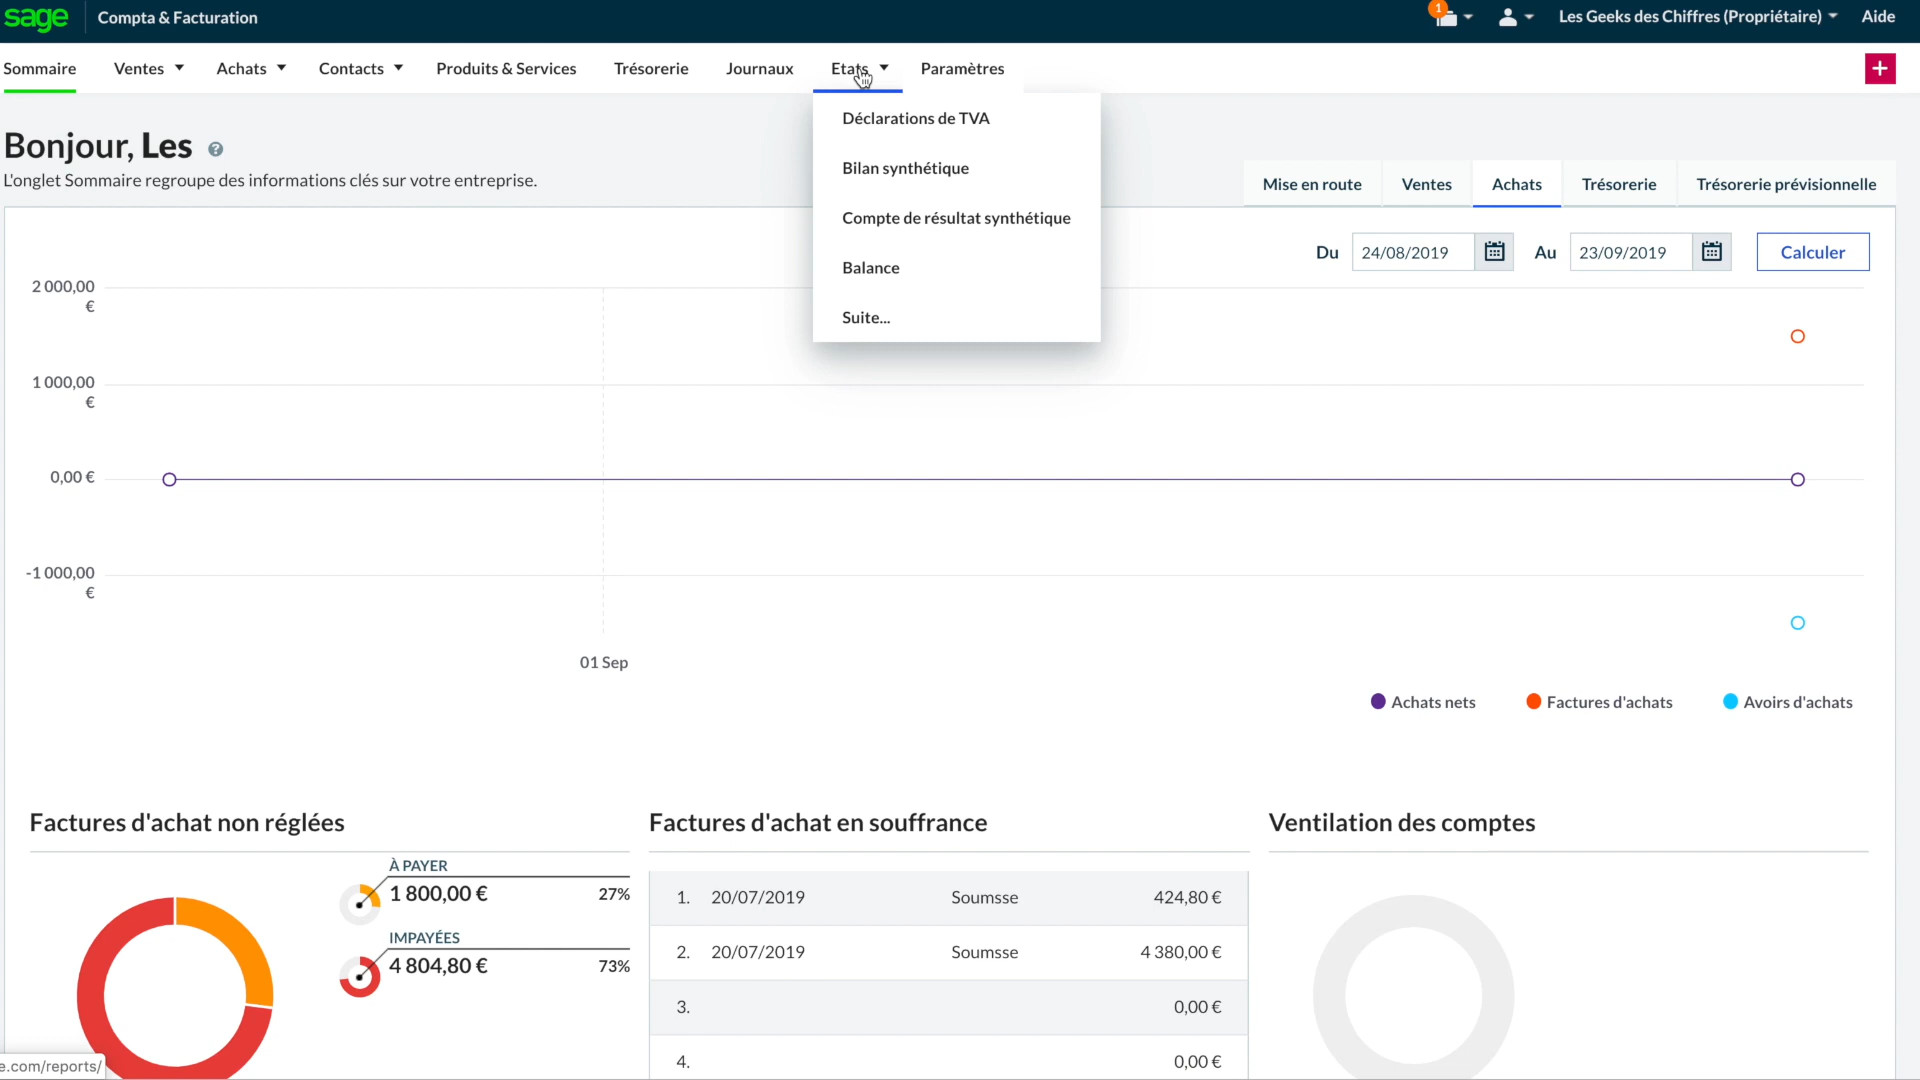 sage Compta & Facturation 1 Les Geeks des Chiffres (Propriétaire) Aide
Sommaire Ventes Achats Contacts Produits & Services Trésorerie Journaux Etats Paramètres +
Déclarations de TVA
Bilan synthétique
Compte de résultat synthétique
Balance
Suite...
Bonjour, Les ?
L'onglet Sommaire regroupe des informations clés sur votre entreprise.
Mise en route Ventes Achats Trésorerie Trésorerie prévisionnelle
Du 24/08/2019 Au 23/09/2019 Calculer
2 000,00
€
1 000,00
€
0,00 €
-1 000,00
€
01 Sep
Achats nets Factures d'achats Avoirs d'achats
Factures d'achat non réglées
À PAYER
1 800,00 € 27%
IMPAYÉES
4 804,80 € 73%
Factures d'achat en souffrance
1. 20/07/2019 Soumsse 424,80 €
2. 20/07/2019 Soumsse 4 380,00 €
3. 0,00 €
4. 0,00 €
Ventilation des comptes
e.com/reports/